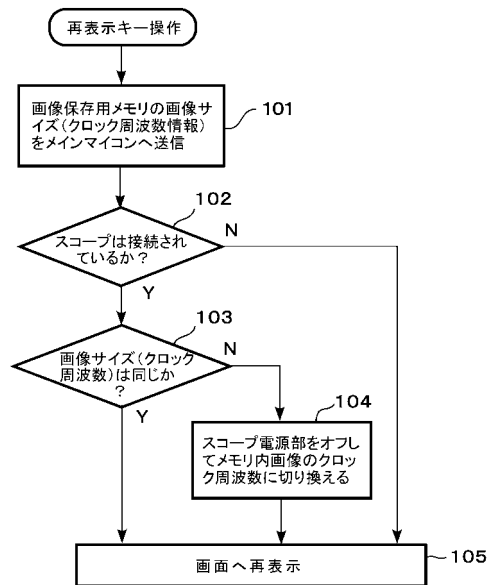 再表示キー操作
101
画像保存用メモリの画像サ
イズ(クロック周波数情報)
をメインマイコンへ送信
102
スコープは接続され
ているか?
N
Y
103
画像サイズ(クロック
周波数)は同じか
?
N
Y
104
スコープ電源部をオフし
てメモリ内画像のクロッ
ク周波数に切り換える
105
画面へ再表示